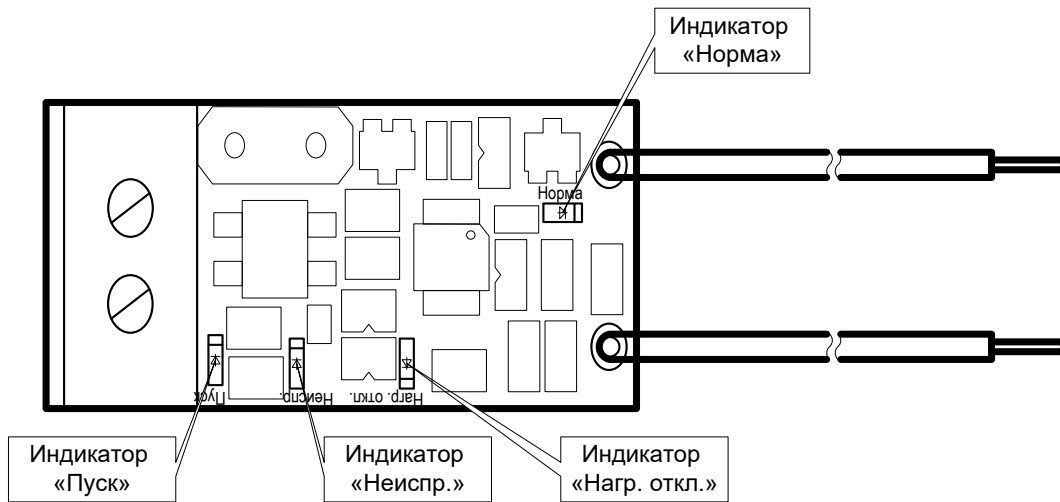 Индикатор
«Норма»
Норма
Пуск
Неиспр.
Нагр. откл.
Индикатор
«Пуск»
Индикатор
«Неиспр.»
Индикатор
«Нагр. откл.»